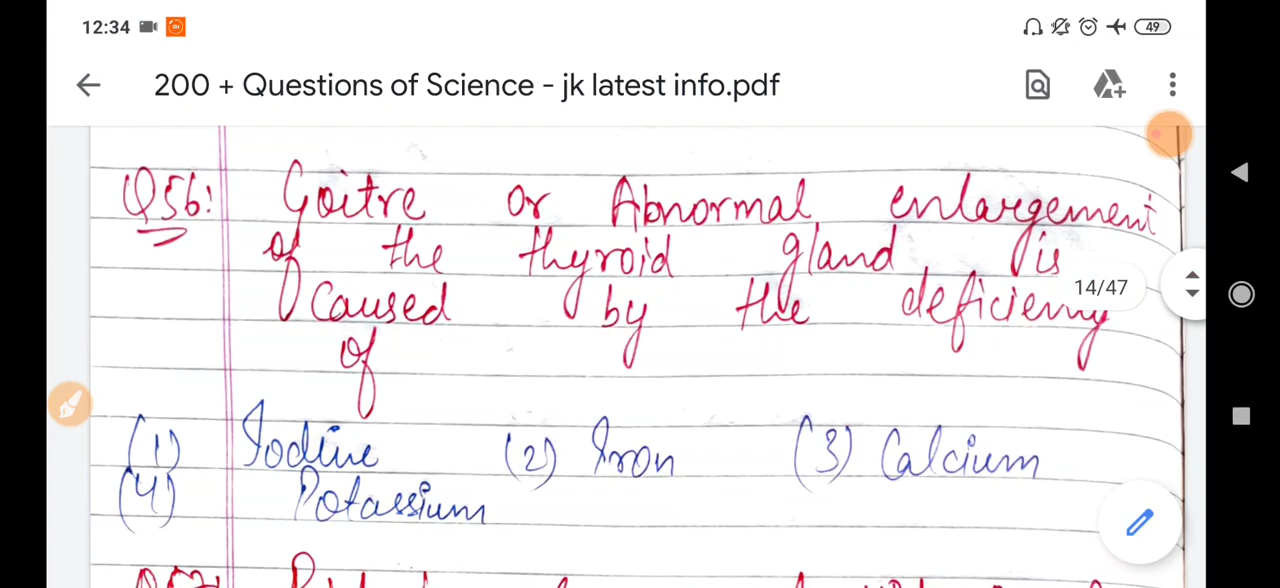 12:34
49
200 + Questions of Science - jk latest info.pdf
Q56: Goitre or Abnormal enlargement
of the thyroid gland is
14/47
Caused by the deficiency
of
(1) Iodine (2) Iron (3) Calcium
(4) Potassium